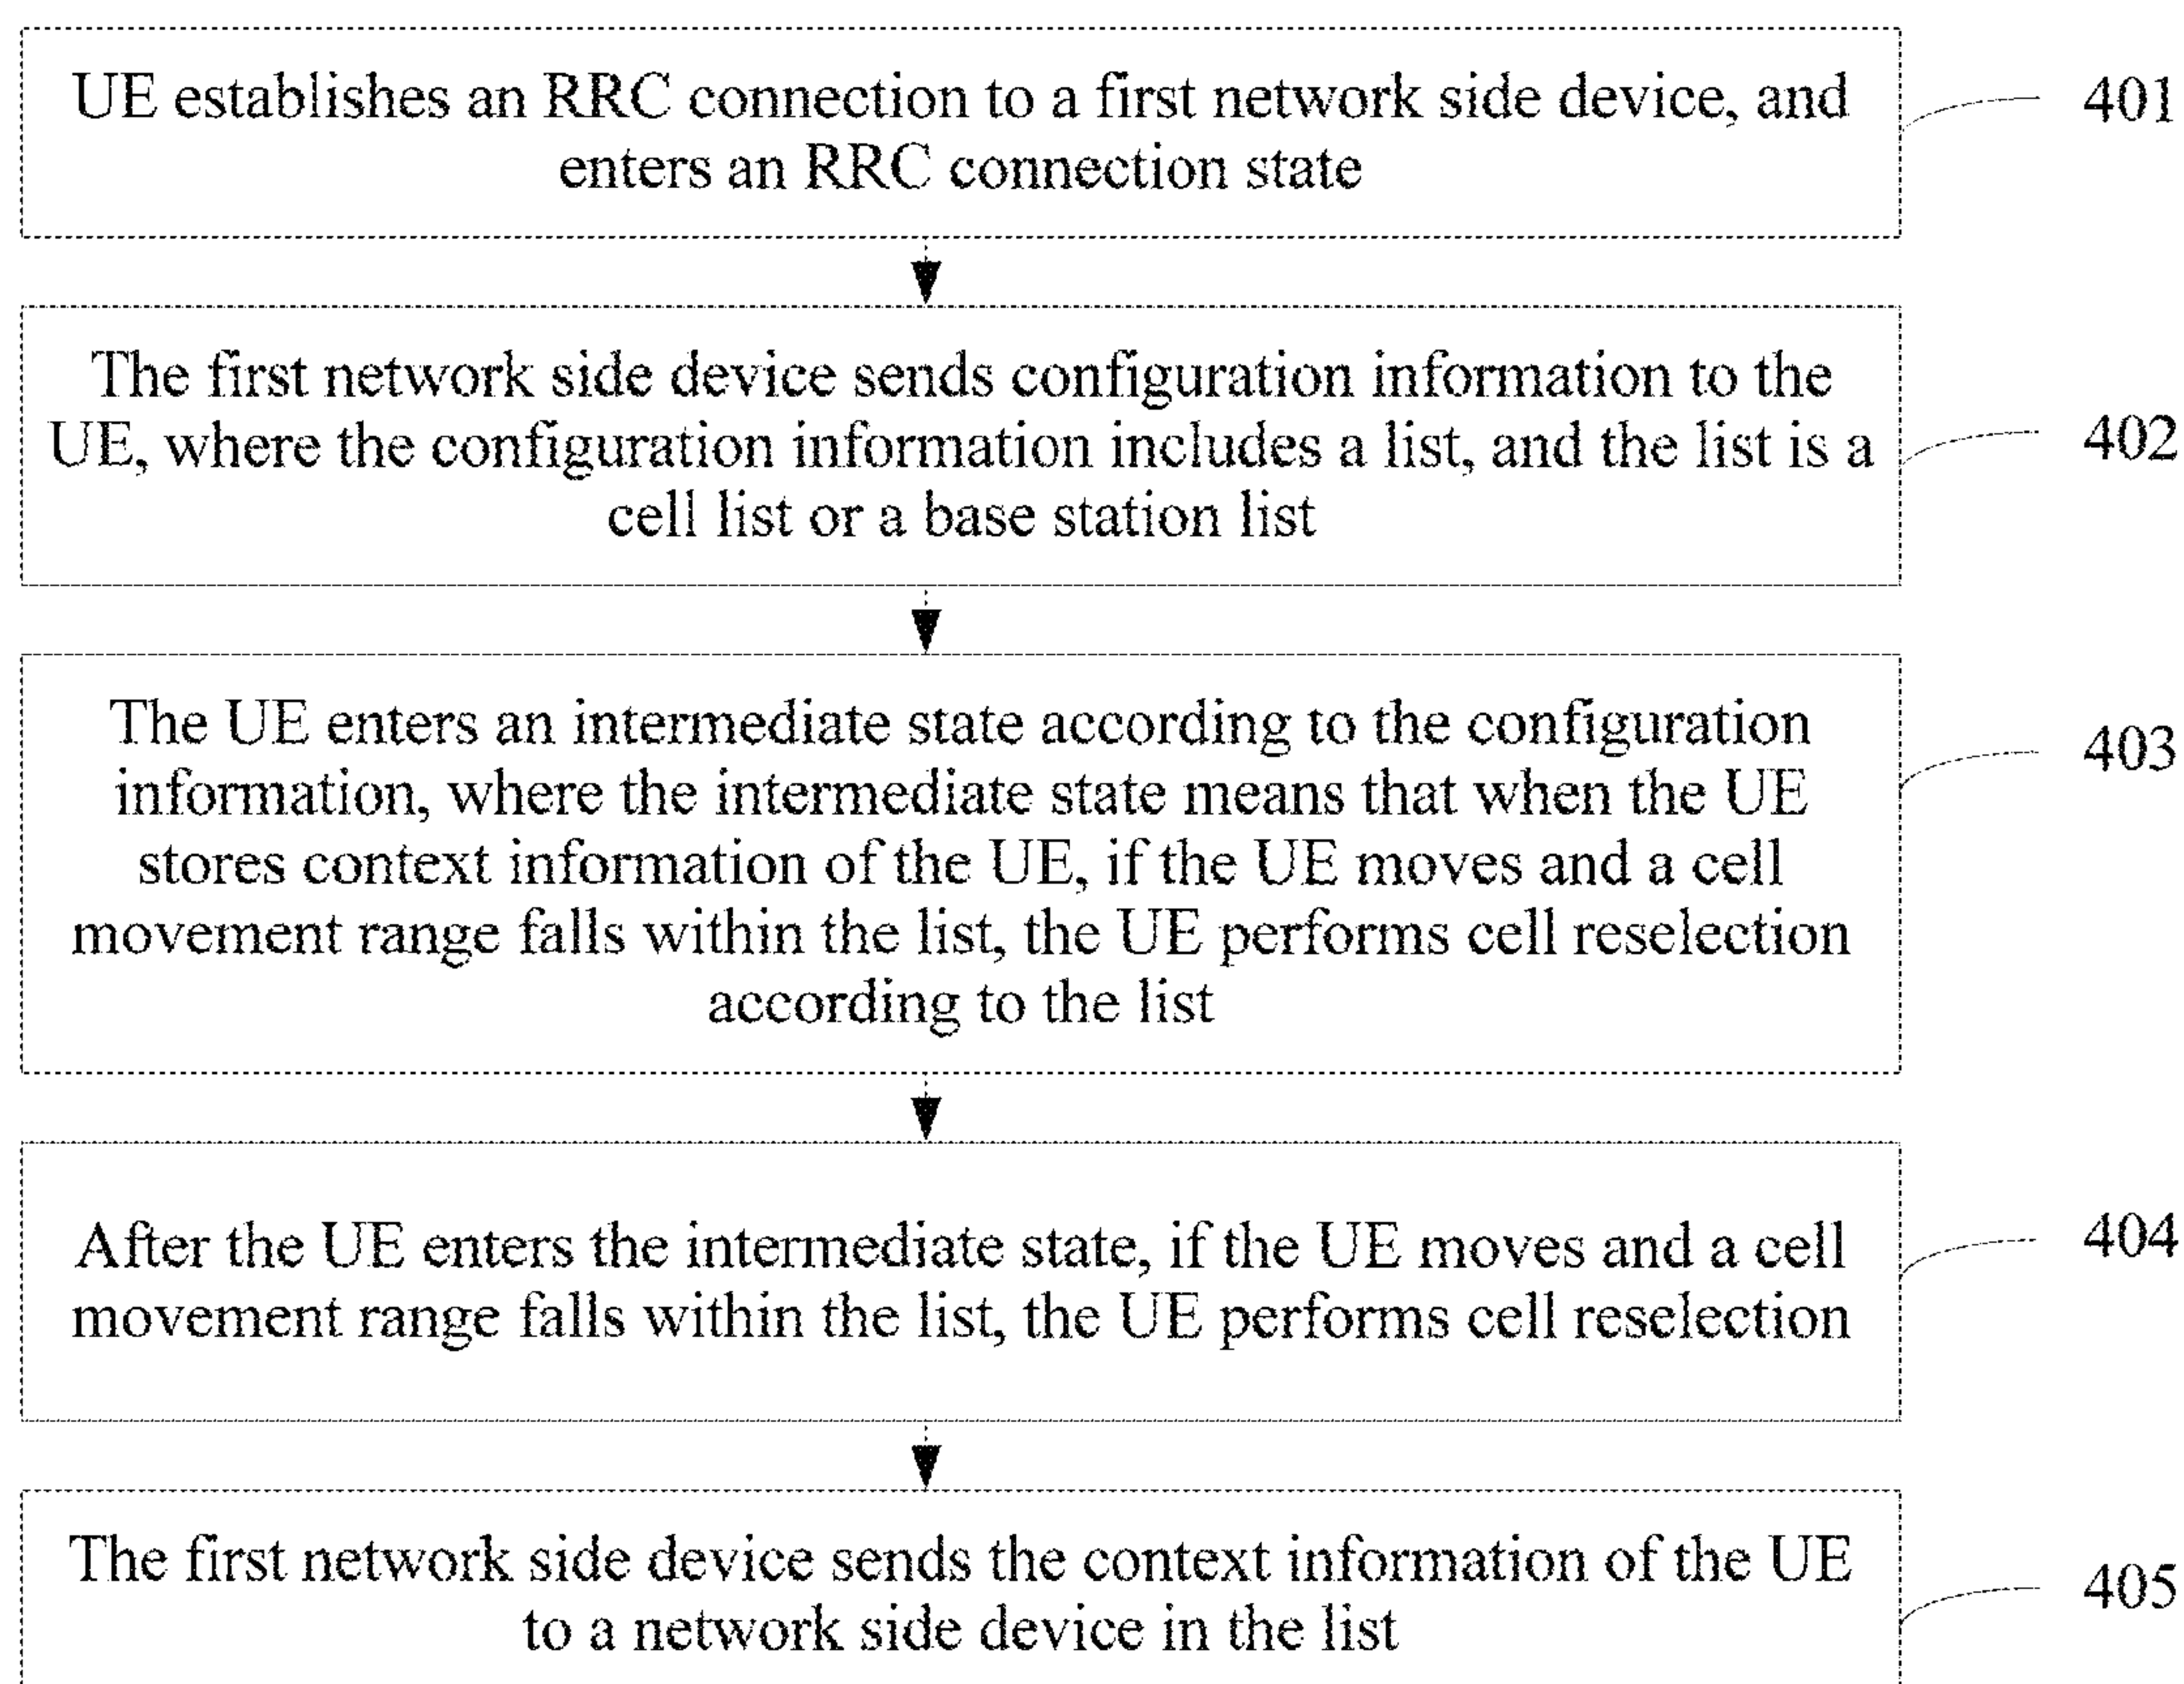 UE establishes an RRC connection to a first network side device, and
enters an RRC connection state
401
The first network side device sends configuration information to the
UE, where the configuration information includes a list, and the list is a
cell list or a base station list
402
The UE enters an intermediate state according to the configuration
information, where the intermediate state means that when the UE
stores context information of the UE, if the UE moves and a cell
movement range falls within the list, the UE performs cell reselection
according to the list
403
After the UE enters the intermediate state, if the UE moves and a cell
movement range falls within the list, the UE performs cell reselection
404
The first network side device sends the context information of the UE
to a network side device in the list
405